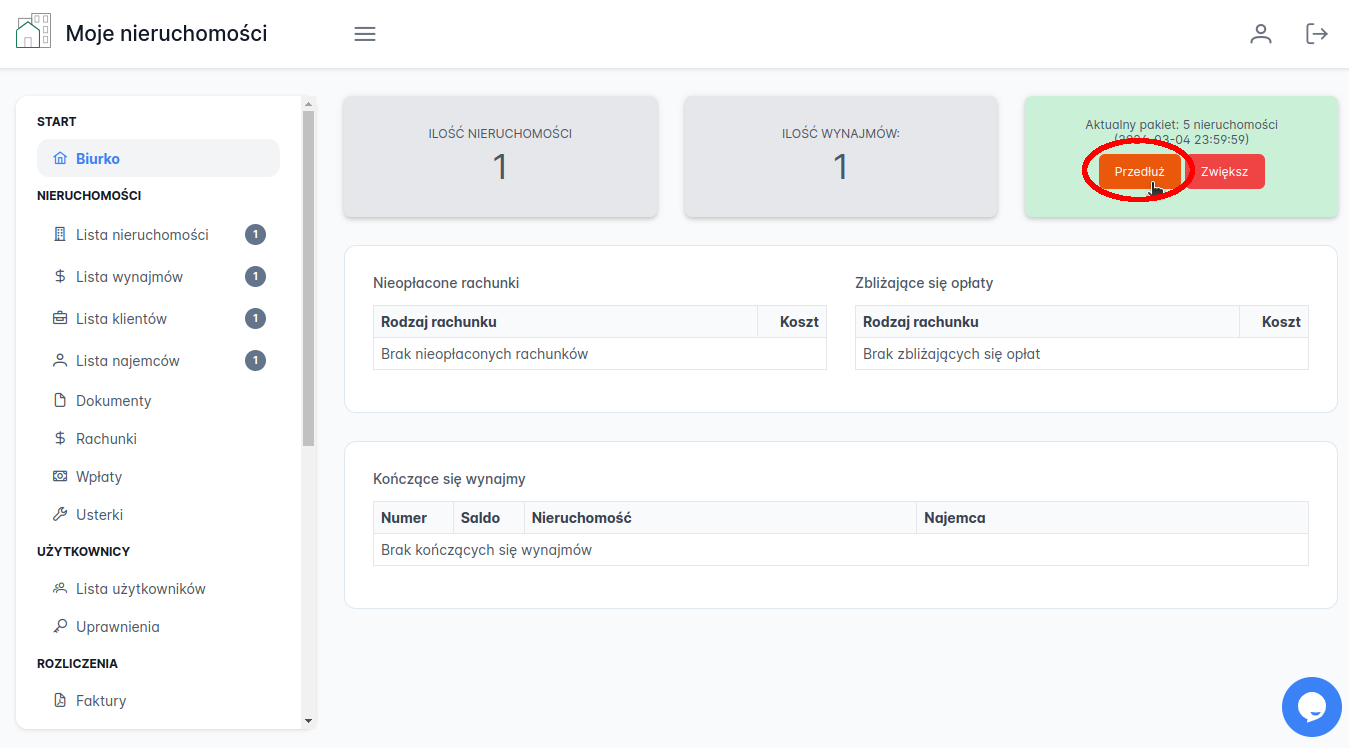 Moje nieruchomości
START
Biurko
NIERUCHOMOŚCI
Lista nieruchomości 1
Lista wynajmów 1
Lista klientów 1
Lista najemców 1
Dokumenty
Rachunki
Wpłaty
Usterki
UŻYTKOWNICY
Lista użytkowników
Uprawnienia
ROZLICZENIA
Faktury
ILOŚĆ NIERUCHOMOŚCI
1
ILOŚĆ WYNAJMÓW:
1
Aktualny pakiet: 5 nieruchomości
(2024-03-04 23:59:59)
Przedłuż Zwiększ
Nieopłacone rachunki
Rodzaj rachunku Koszt
Brak nieopłaconych rachunków
Zbliżające się opłaty
Rodzaj rachunku Koszt
Brak zbliżających się opłat
Kończące się wynajmy
Numer Saldo Nieruchomość Najemca
Brak kończących się wynajmów